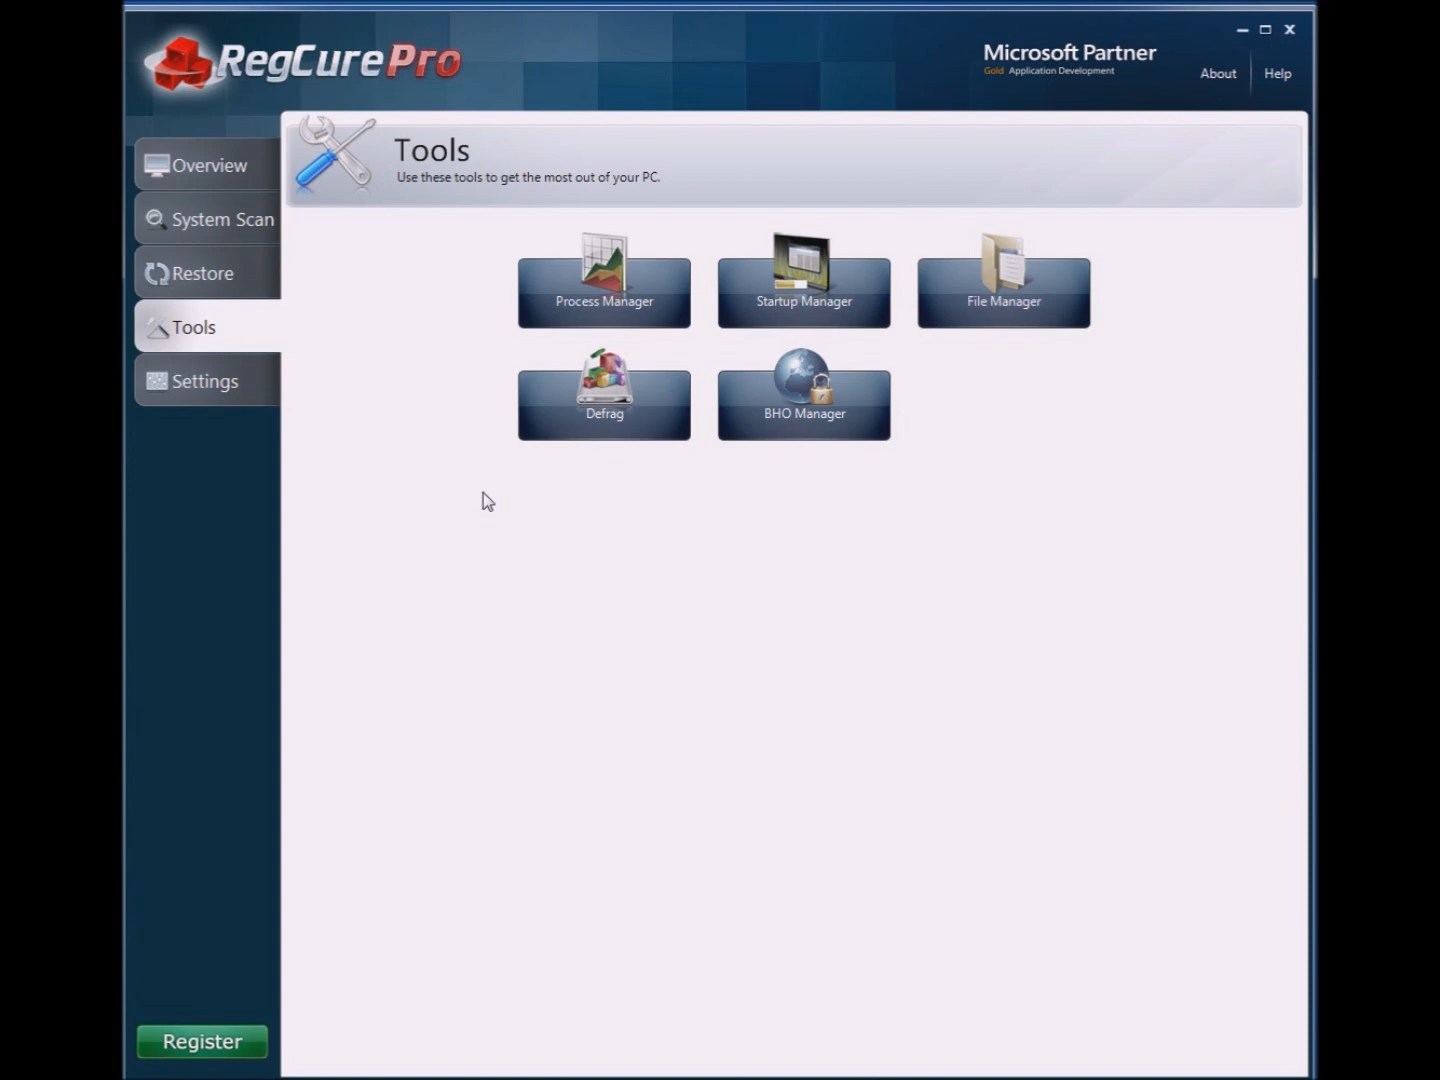 RegCure Pro
Microsoft Partner
Gold Application Development
About
Help
Overview
System Scan
Restore
Tools
Settings
Register
Tools
Use these tools to get the most out of your PC.
Process Manager
Startup Manager
File Manager
Defrag
BHO Manager